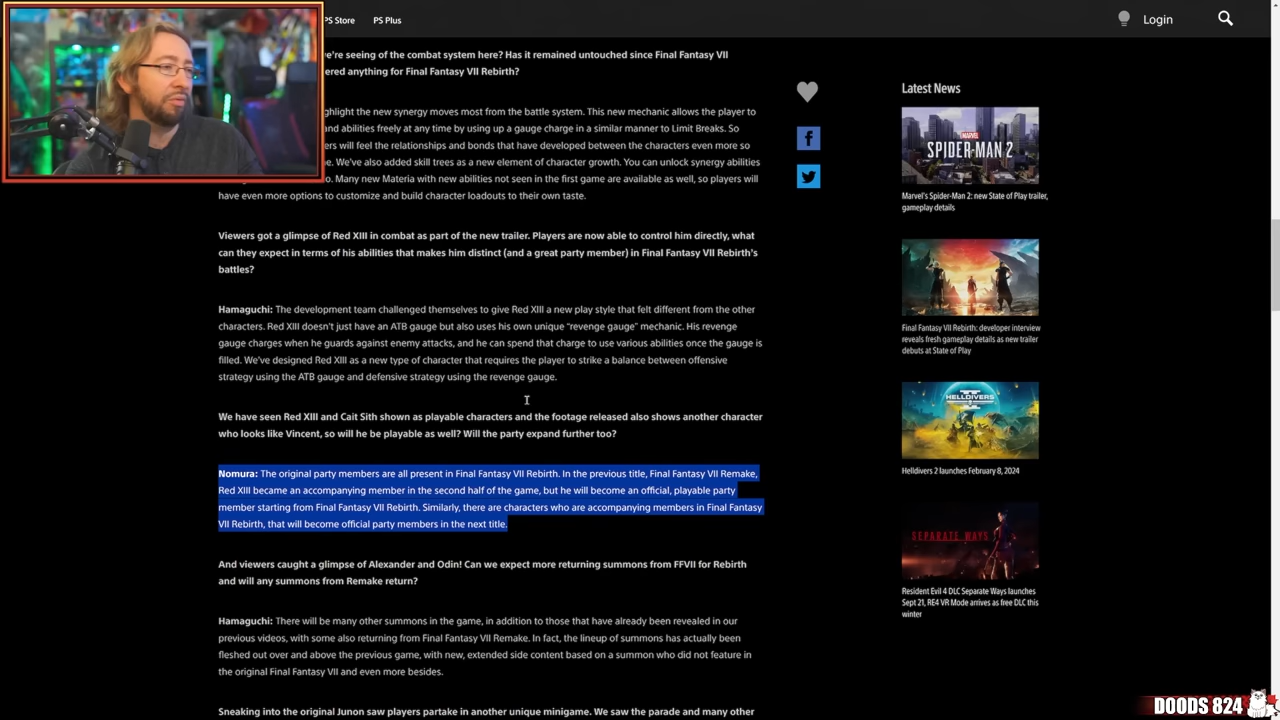 PS Store
PS Plus
Login
e're seeing of the combat system here? Has it remained untouched since Final Fantasy VII
ered anything for Final Fantasy VII Rebirth?
ghlight the new synergy moves most from the battle system. This new mechanic allows the player to
and abilities freely at any time by using up a gauge charge in a similar manner to Limit Breaks. So
ers will feel the relationships and bonds that have developed between the characters even more so
me. We've also added skill trees as a new element of character growth. You can unlock synergy abilities
o. Many new Materia with new abilities not seen in the first game are available as well, so players will
have even more options to customize and build character loadouts to their own taste.
Viewers got a glimpse of Red XIII in combat as part of the new trailer. Players are now able to control him directly, what
can they expect in terms of his abilities that makes him distinct (and a great party member) in Final Fantasy VII Rebirth's
battles?
Hamaguchi: The development team challenged themselves to give Red XIII a new play style that felt different from the other
characters. Red XIII doesn't just have an ATB gauge but also uses his own unique “revenge gauge” mechanic. His revenge
gauge charges when he guards against enemy attacks, and he can spend that charge to use various abilities once the gauge is
filled. We've designed Red XIII as a new type of character that requires the player to strike a balance between offensive
strategy using the ATB gauge and defensive strategy using the revenge gauge.
We have seen Red XIII and Cait Sith shown as playable characters and the footage released also shows another character
who looks like Vincent, so will he be playable as well? Will the party expand further too?
Nomura: The original party members are all present in Final Fantasy VII Rebirth. In the previous title, Final Fantasy VII Remake,
Red XIII became an accompanying member in the second half of the game, but he will become an official, playable party
member starting from Final Fantasy VII Rebirth. Similarly, there are characters who are accompanying members in Final Fantasy
VII Rebirth, that will become official party members in the next title.
And viewers caught a glimpse of Alexander and Odin! Can we expect more returning summons from FFVII for Rebirth
and will any summons from Remake return?
Hamaguchi: There will be many other summons in the game, in addition to those that have already been revealed in our
previous videos, with some also returning from Final Fantasy VII Remake. In fact, the lineup of summons has actually been
fleshed out over and above the previous game, with new, extended side content based on a summon who did not feature in
the original Final Fantasy VII and even more besides.
Sneaking into the original Junon saw players partake in another unique minigame. We saw the parade and many other
Latest News
MARVEL
SPIDER-MAN 2
Marvel's Spider-Man 2: new State of Play trailer,
gameplay details
Final Fantasy VII Rebirth: developer interview
reveals fresh gameplay details as new trailer
debuts at State of Play
HELLDIVERS
Helldivers 2 launches February 8, 2024
SEPARATE WAYS
Resident Evil 4 DLC Separate Ways launches
Sept 21, RE4 VR Mode arrives as free DLC this
winter
DOODS 824